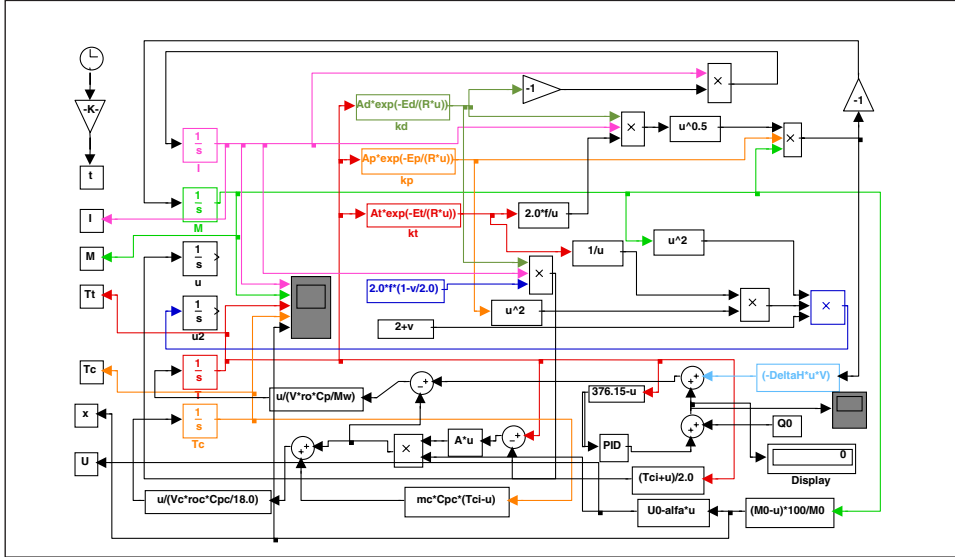 -K-
t
I
M
Tt
Tc
x
U
1
s
I
1
s
M
1
s
u
1
s
u2
1
s
T
1
s
Tc
Ad*exp(-Ed/(R*u))
kd
Ap*exp(-Ep/(R*u))
kp
At*exp(-Et/(R*u))
kt
-1
×
-1
×
u^0.5
×
2.0*f/u
1/u
u^2
2.0*f*(1-v/2.0)
×
u^2
×
×
2+v
u/(V*ro*Cp/Mw)
-
+
376.15-u
+
+
(-DeltaH*u*V)
PID
+
+
Q0
0
Display
+
+
×
A*u
-
+
(Tci+u)/2.0
u/(Vc*roc*Cpc/18.0)
mc*Cpc*(Tci-u)
U0-alfa*u
(M0-u)*100/M0